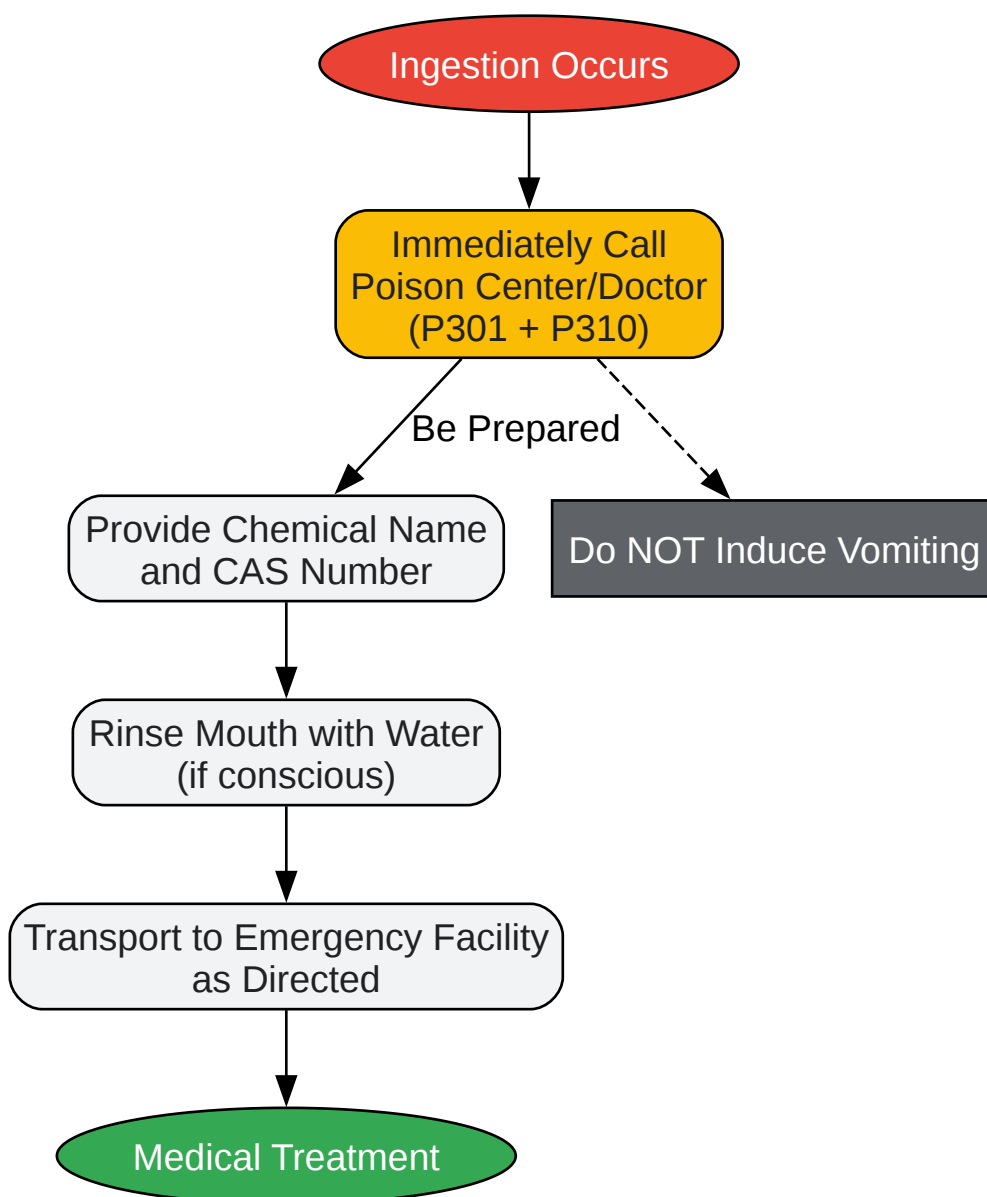 Ingestion Occurs
Immediately Call
Poison Center/Doctor
(P301 + P310)
Be Prepared
Provide Chemical Name
and CAS Number
Do NOT Induce Vomiting
Rinse Mouth with Water
(if conscious)
Transport to Emergency Facility
as Directed
Medical Treatment